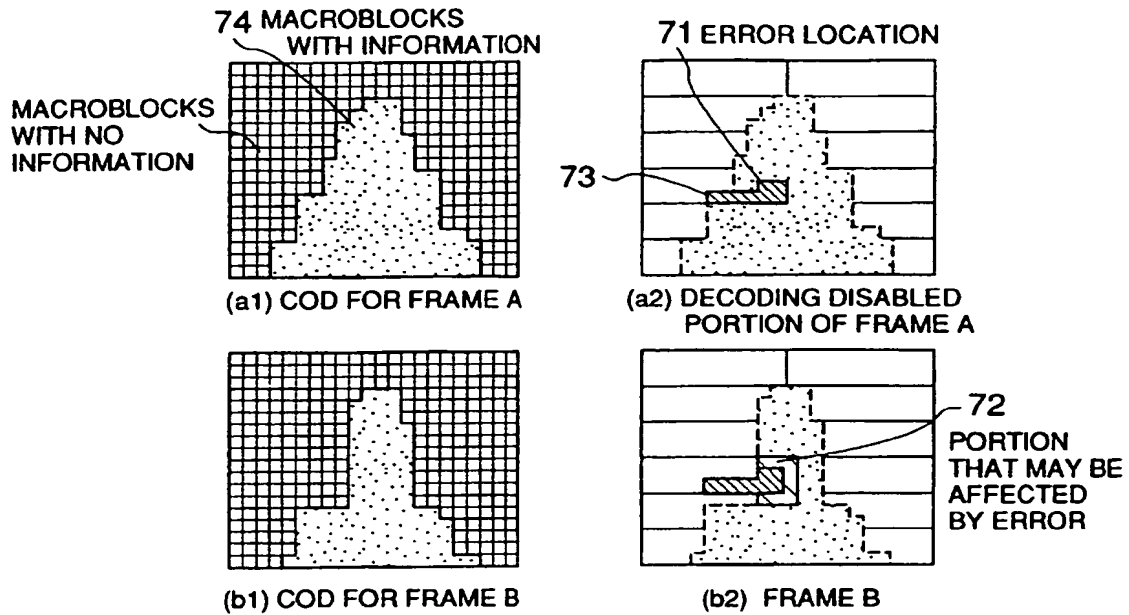 74 MACROBLOCKS
WITH INFORMATION
MACROBLOCKS
WITH NO
INFORMATION
(a1) COD FOR FRAME A
71 ERROR LOCATION
73
(a2) DECODING DISABLED
PORTION OF FRAME A
(b1) COD FOR FRAME B
72
PORTION
THAT MAY BE
AFFECTED
BY ERROR
(b2) FRAME B